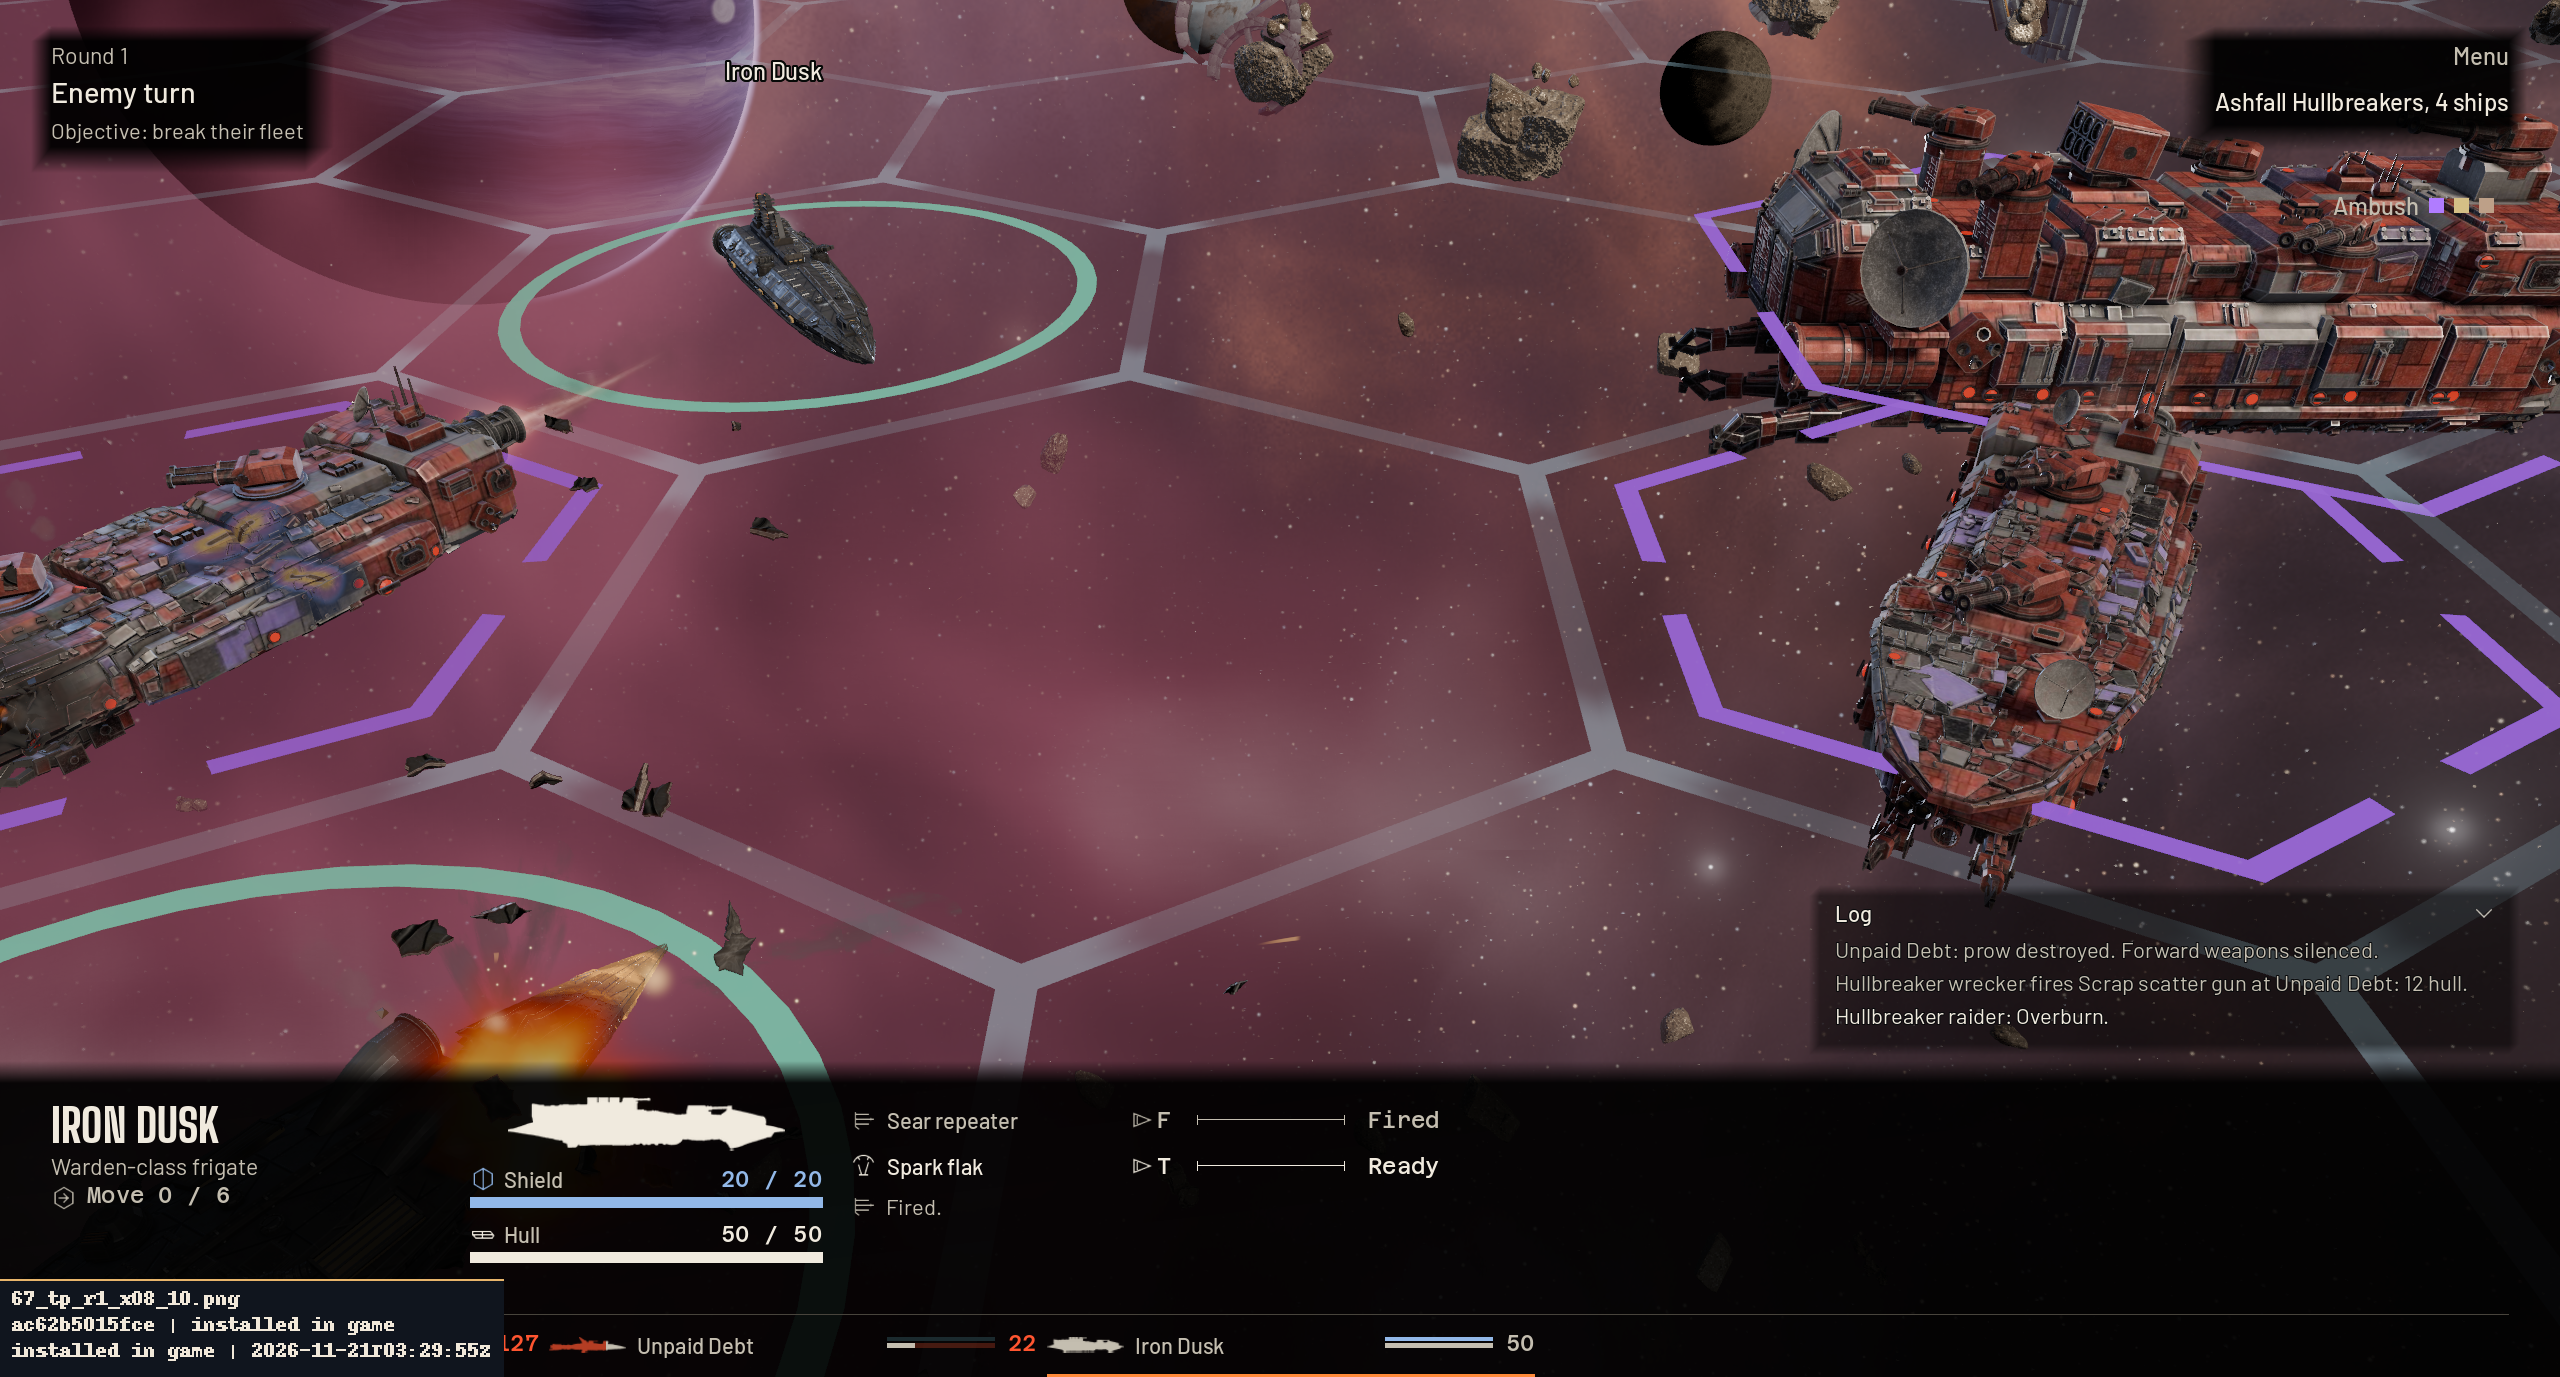 Round 1
Enemy turn
Objective: break their fleet
Iron Dusk
Menu
Ashfall Hullbreakers, 4 ships
Ambush
Log
Unpaid Debt: prow destroyed. Forward weapons silenced.
Hullbreaker wrecker fires Scrap scatter gun at Unpaid Debt: 12 hull.
Hullbreaker raider: Overburn.
IRON DUSK
Warden-class frigate
Move 0 / 6
Shield 20 / 20
Hull 50 / 50
Sear repeater F Fired
Spark flak T Ready
Fired.
67_tp_r1_x08_10.png
ac62b5015fce | installed in game
installed in game | 2026-11-21T03:29:55Z
127 Unpaid Debt 22 Iron Dusk 50